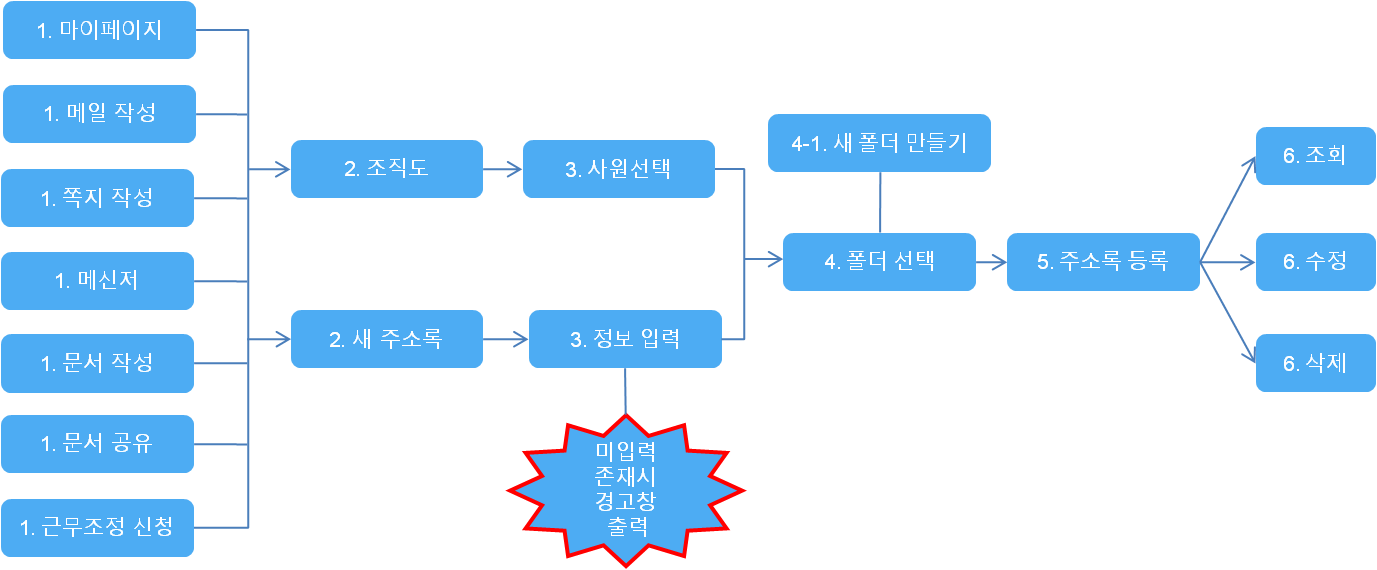 1. 마이페이지
1. 메일 작성
1. 쪽지 작성
1. 메신저
1. 문서 작성
1. 문서 공유
1. 근무조정 신청
2. 조직도
2. 새 주소록
3. 사원선택
3. 정보 입력
미입력
존재시
경고창
출력
4-1. 새 폴더 만들기
4. 폴더 선택
5. 주소록 등록
6. 조회
6. 수정
6. 삭제